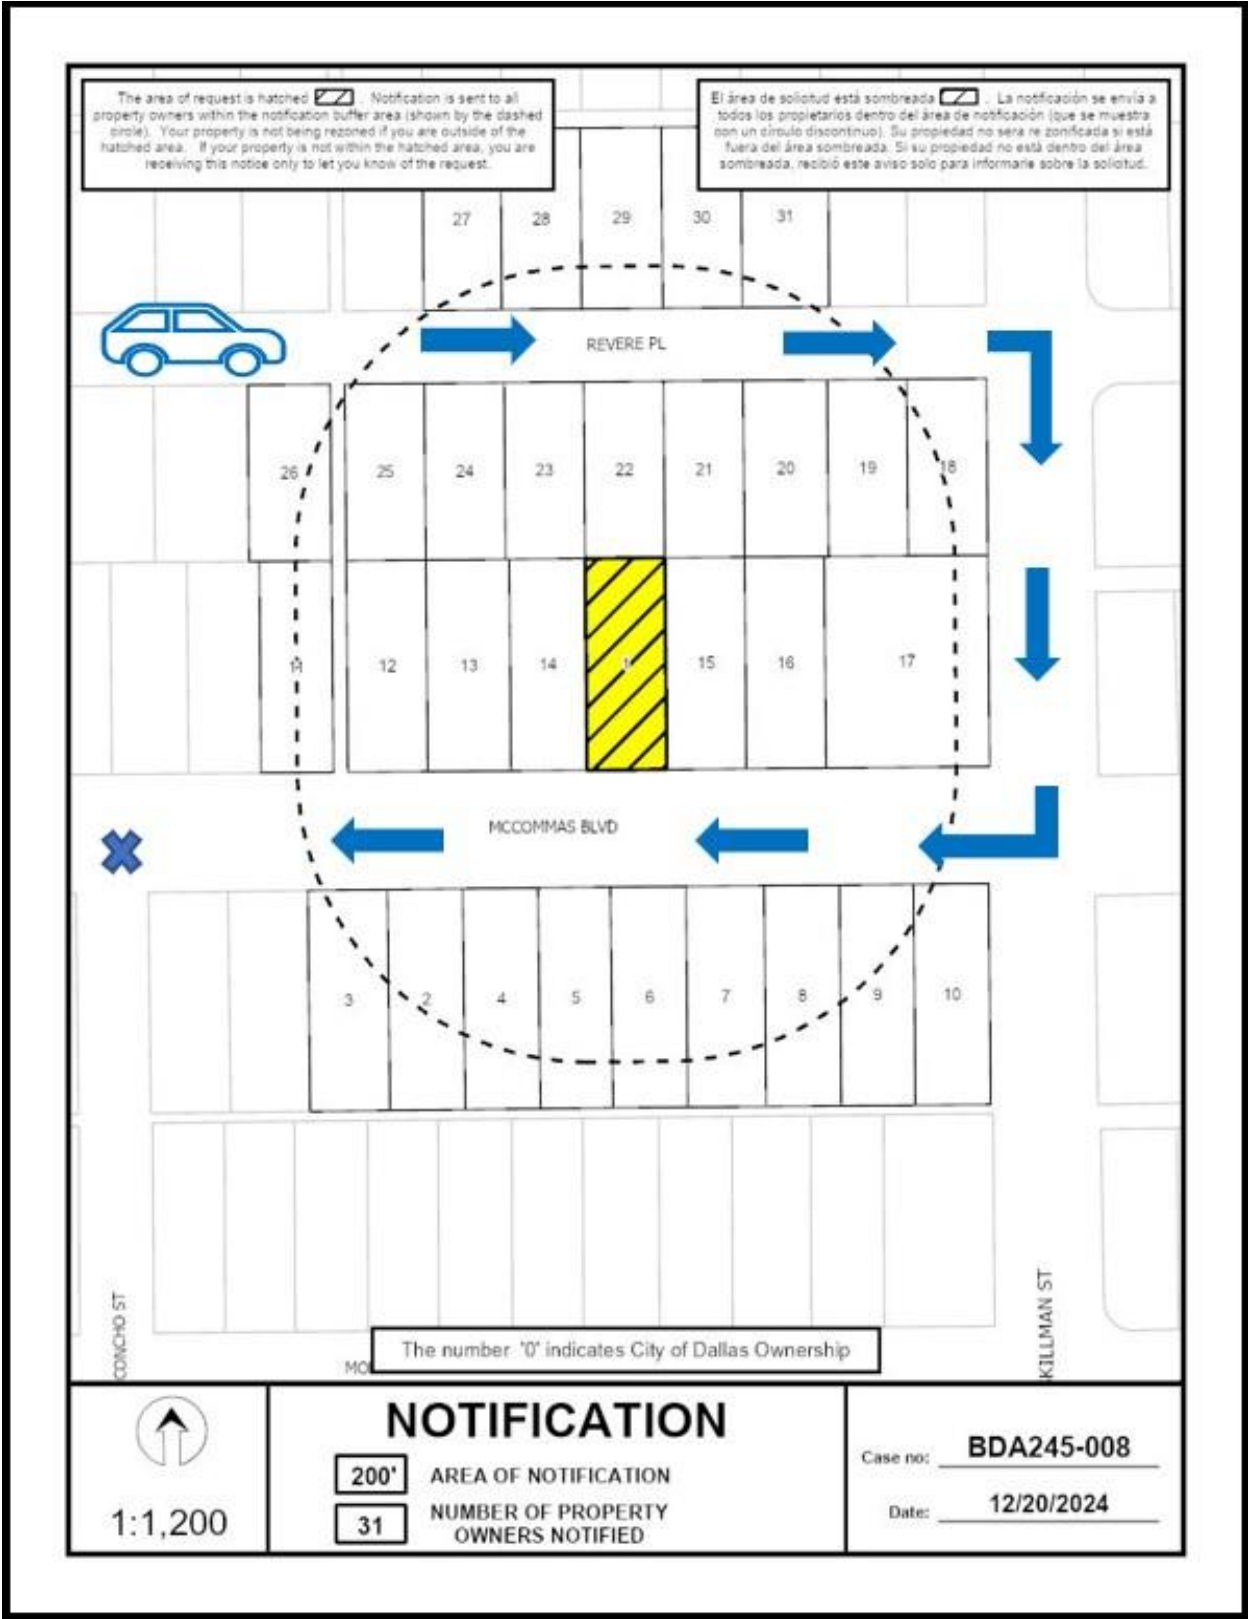 The area of request is hatched . Notification is sent to all
property owners within the notification buffer area (shown by the dashed
circle). Your property is not being rezoned if you are outside of the
hatched area. If your property is not within the hatched area, you are
receiving this notice only to let you know of the request.
El área de solicitud está sombreada . La notificación se envía a
todos los propietarios dentro del área de notificación (que se muestra
con un círculo discontinuo). Su propiedad no sera re zonificada si está
fuera del área sombreada. Si su propiedad no está dentro del área
sombreada, recibió este aviso solo para informarle sobre la solicitud.
27 28 29 30 31
REVERE PL
26 25 24 23 22 21 20 19 18
11 12 13 14 1 15 16 17
MCCOMMAS BLVD
3 2 4 5 6 7 8 9 10
CONCHO ST
SKILLMAN ST
The number '0' indicates City of Dallas Ownership
MO
1:1,200
NOTIFICATION
200' AREA OF NOTIFICATION
31 NUMBER OF PROPERTY
OWNERS NOTIFIED
Case no: BDA245-008
Date: 12/20/2024